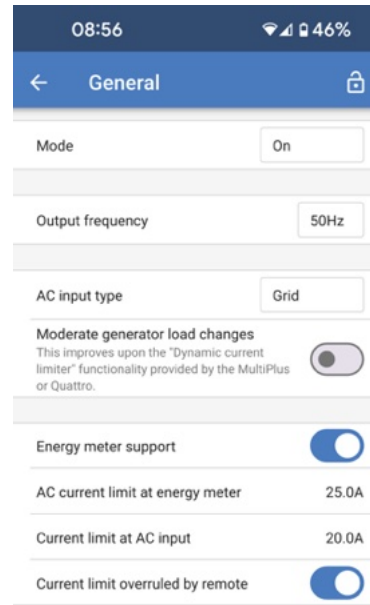 08:56 46%
General
Mode On
Output frequency 50Hz
AC input type Grid
Moderate generator load changes
This improves upon the "Dynamic current
limiter" functionality provided by the MultiPlus
or Quattro.
Energy meter support
AC current limit at energy meter 25.0A
Current limit at AC input 20.0A
Current limit overruled by remote